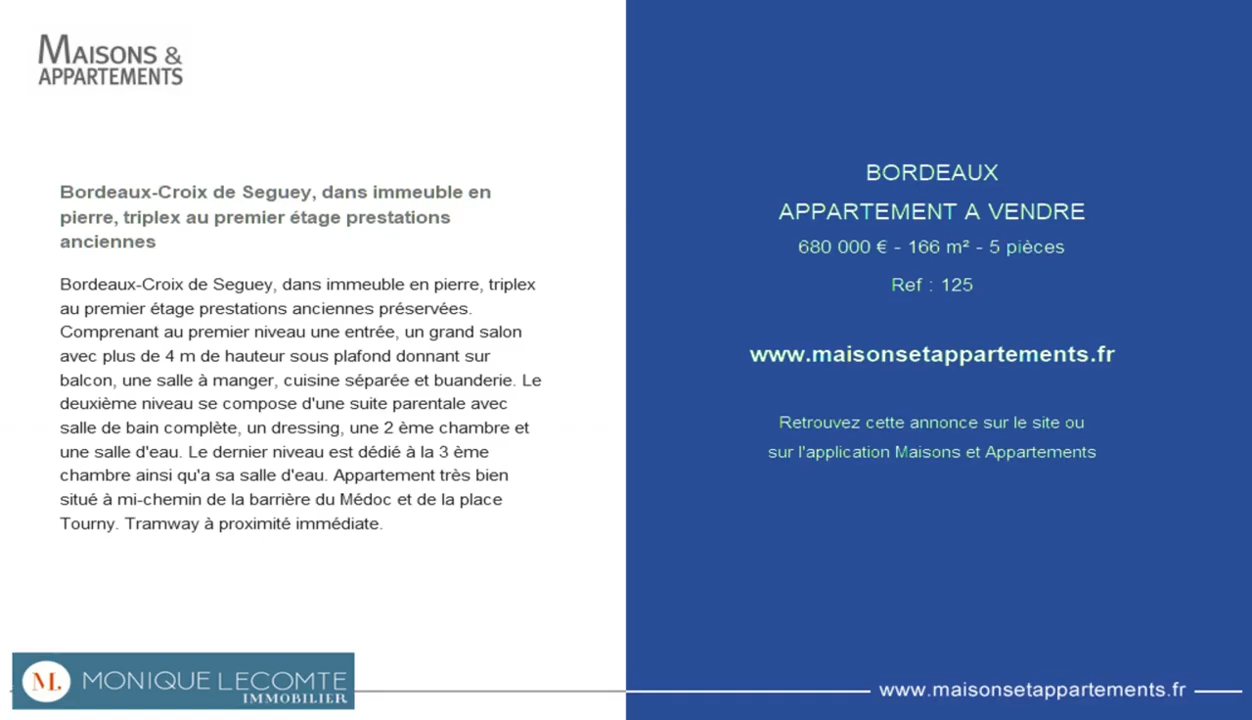 MAISONS &
APPARTEMENTS
Bordeaux-Croix de Seguey, dans immeuble en
pierre, triplex au premier étage prestations
anciennes
Bordeaux-Croix de Seguey, dans immeuble en pierre, triplex
au premier étage prestations anciennes préservées.
Comprenant au premier niveau une entrée, un grand salon
avec plus de 4 m de hauteur sous plafond donnant sur
balcon, une salle à manger, cuisine séparée et buanderie. Le
deuxième niveau se compose d'une suite parentale avec
salle de bain complète, un dressing, une 2 ème chambre et
une salle d'eau. Le dernier niveau est dédié à la 3 ème
chambre ainsi qu'a sa salle d'eau. Appartement très bien
situé à mi-chemin de la barrière du Médoc et de la place
Tourny. Tramway à proximité immédiate.
M. MONIQUE LECOMTE
IMMOBILIER
BORDEAUX
APPARTEMENT A VENDRE
680 000 € - 166 m² - 5 pièces
Ref : 125
www.maisonsetappartements.fr
Retrouvez cette annonce sur le site ou
sur l'application Maisons et Appartements
www.maisonsetappartements.fr